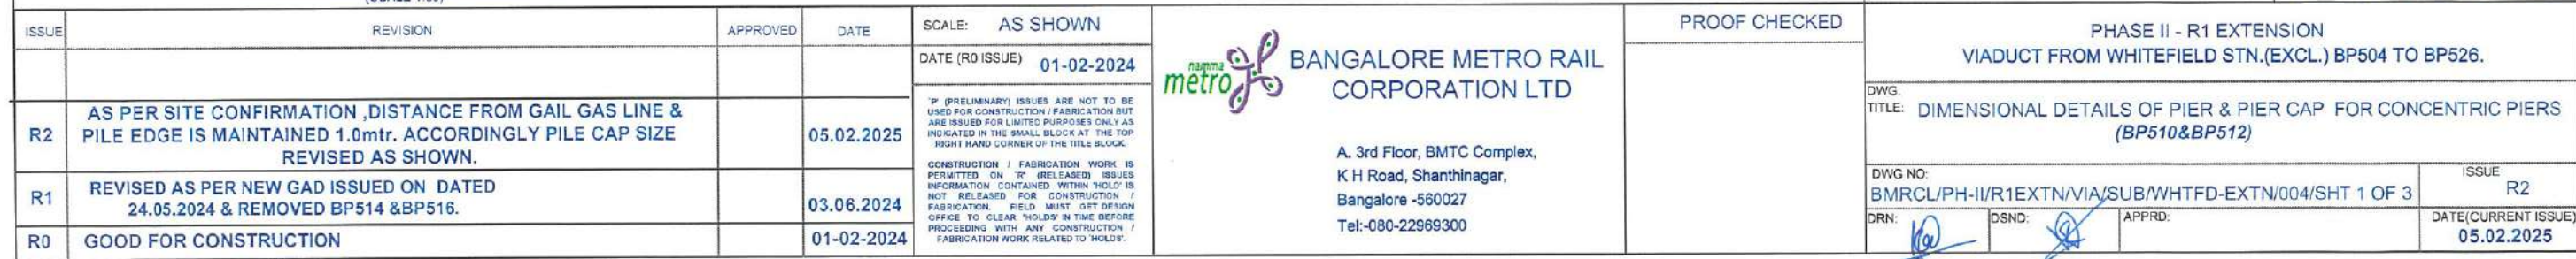 ISSUE REVISION APPROVED DATE
R2 AS PER SITE CONFIRMATION ,DISTANCE FROM GAIL GAS LINE &
PILE EDGE IS MAINTAINED 1.0mtr. ACCORDINGLY PILE CAP SIZE
REVISED AS SHOWN. 05.02.2025
R1 REVISED AS PER NEW GAD ISSUED ON DATED
24.05.2024 & REMOVED BP514 &BP516. 03.06.2024
R0 GOOD FOR CONSTRUCTION 01-02-2024
SCALE: AS SHOWN
DATE (R0 ISSUE) 01-02-2024
'P' (PRELIMINARY) ISSUES ARE NOT TO BE
USED FOR CONSTRUCTION / FABRICATION BUT
ARE ISSUED FOR LIMITED PURPOSES ONLY AS
INDICATED IN THE SMALL BLOCK AT THE TOP
RIGHT HAND CORNER OF THE TITLE BLOCK.
CONSTRUCTION / FABRICATION WORK IS
PERMITTED ON 'R' (RELEASED) ISSUES
INFORMATION CONTAINED WITHIN 'HOLD' IS
NOT RELEASED FOR CONSTRUCTION /
FABRICATION. FIELD MUST GET DESIGN
OFFICE TO CLEAR 'HOLDS' IN TIME BEFORE
PROCEEDING WITH ANY CONSTRUCTION /
FABRICATION WORK RELATED TO 'HOLDS'.
namma
metro
BANGALORE METRO RAIL
CORPORATION LTD
A. 3rd Floor, BMTC Complex,
K H Road, Shanthinagar,
Bangalore -560027
Tel:-080-22969300
PROOF CHECKED
PHASE II - R1 EXTENSION
VIADUCT FROM WHITEFIELD STN.(EXCL.) BP504 TO BP526.
DWG.
TITLE: DIMENSIONAL DETAILS OF PIER & PIER CAP FOR CONCENTRIC PIERS
(BP510&BP512)
DWG NO:
BMRCL/PH-II/R1EXTN/VIA/SUB/WHTFD-EXTN/004/SHT 1 OF 3
ISSUE
R2
DRN: DSND: APPRD:
DATE(CURRENT ISSUE)
05.02.2025